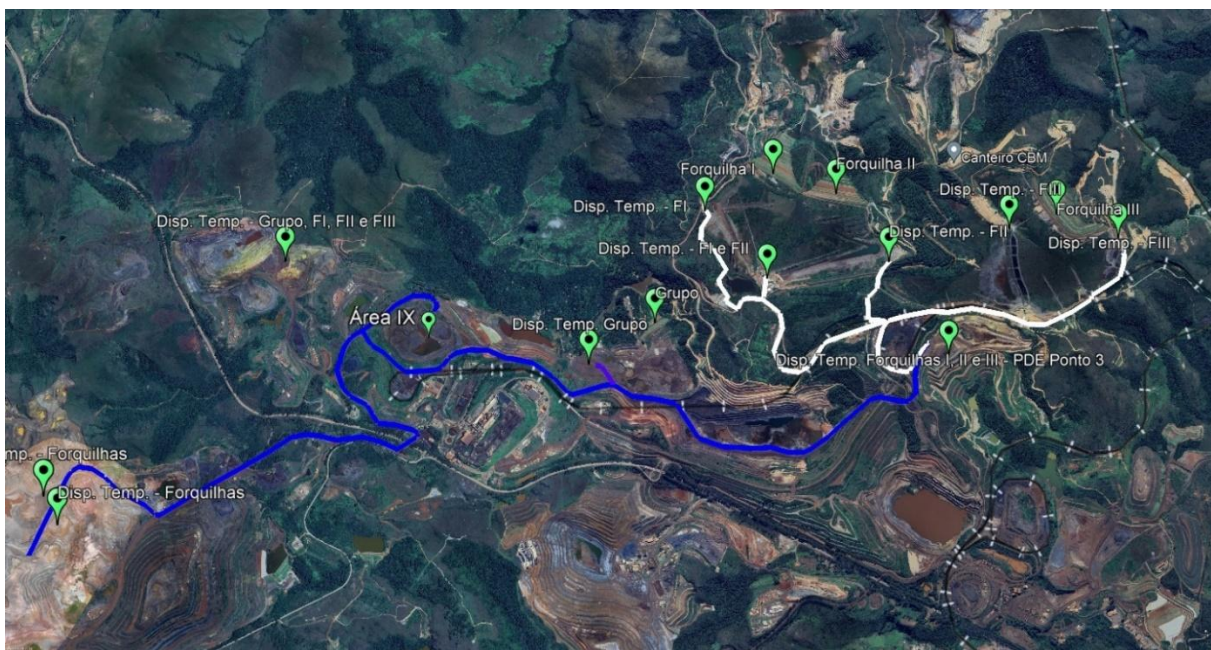 Canteiro CBM
Forquilha I
Forquilha II
Disp. Temp. - FIII
Disp. Temp. - FI
Forquilha III
Disp. Temp. - Grupo, FI, FII e FIII
Disp. Temp. - FI e FII
Disp. Temp. - FII
Disp. Temp. - FIII
Grupo
Área IX
Disp. Temp. Grupo
Disp. Temp. Forquilhas I, II e III - PDE Ponto 3
mp. - Forquilhas
Disp. Temp. - Forquilhas